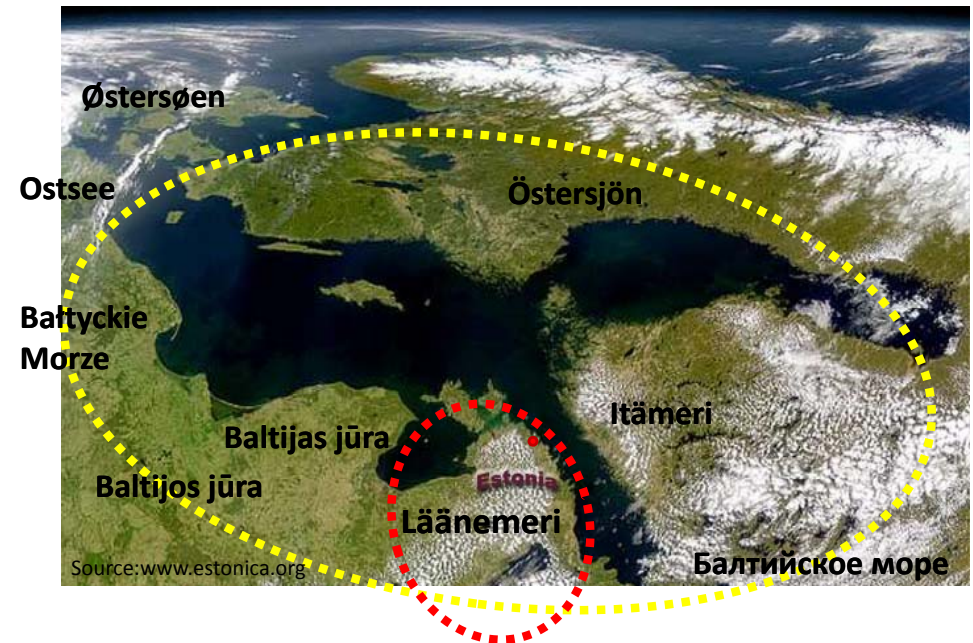 Østersøen
Ostsee
Östersjön
Bałtyckie
Morze
Itämeri
Baltijas jūra
Estonia
Baltijos jūra
Läänemeri
Source:www.estonica.org
Балтийское море